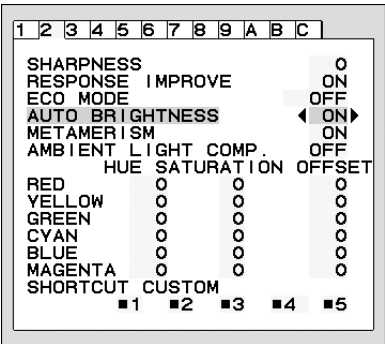 1 2 3 4 5 6 7 8 9 A B C
SHARPNESS 0
RESPONSE IMPROVE ON
ECO MODE OFF
AUTO BRIGHTNESS ON
METAMERISM ON
AMBIENT LIGHT COMP. OFF
HUE SATURATION OFFSET
RED 0 0 0
YELLOW 0 0 0
GREEN 0 0 0
CYAN 0 0 0
BLUE 0 0 0
MAGENTA 0 0 0
SHORTCUT CUSTOM
■1 ■2 ■3 ■4 ■5